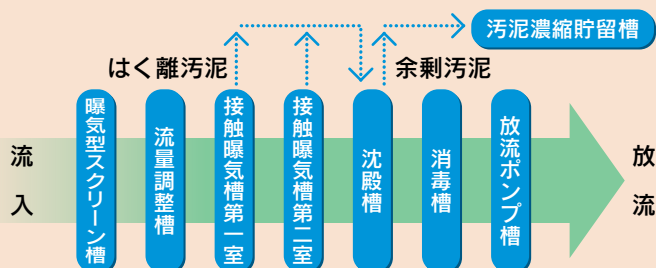 汚泥濃縮貯留槽
はく離汚泥
余剰汚泥
流入
曝気型スクリーン槽
流量調整槽
接触曝気槽第一室
接触曝気槽第二室
沈殿槽
消毒槽
放流ポンプ槽
放流